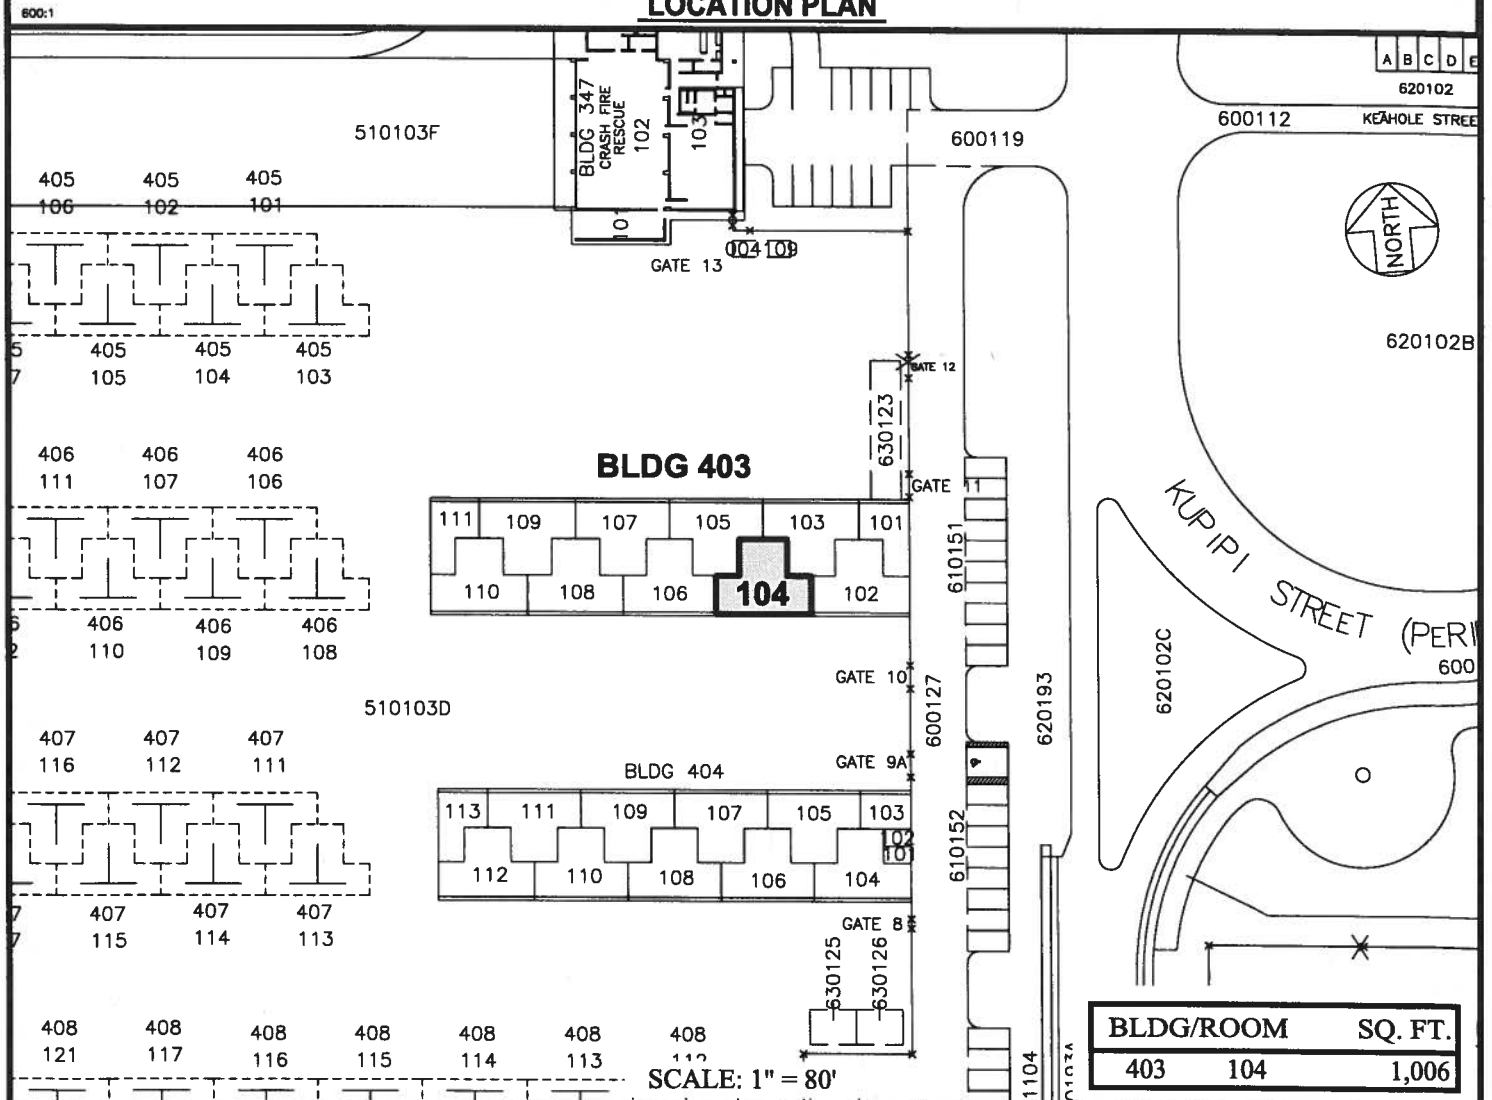 LOCATION PLAN
600:1
A B C D E
620102
600112
KEAHOLE STREE
600119
510103F
BLDG 347
CRASH FIRE
RESCUE
102
103
101
405 405 405
106 102 101
004 109
GATE 13
NORTH
620102B
405 405 405
105 104 103
GATE 12
630123
406 406 406
111 107 106
BLDG 403
GATE 11
111 109 107 105 103 101
110 108 106 104 102
610151
KUPIPI STREET (PERI
600
406 406 406
110 109 108
GATE 10
620102C
600127
620193
510103D
407 407 407
116 112 111
GATE 9A
BLDG 404
113 111 109 107 105 103
102
101
112 110 108 106 104
610152
407 407 407
115 114 113
GATE 8
630125
630126
408 408 408 408 408 408 408
121 117 116 115 114 113
SCALE: 1" = 80'
1104
BLDG/ROOM SQ. FT.
403 104 1,006